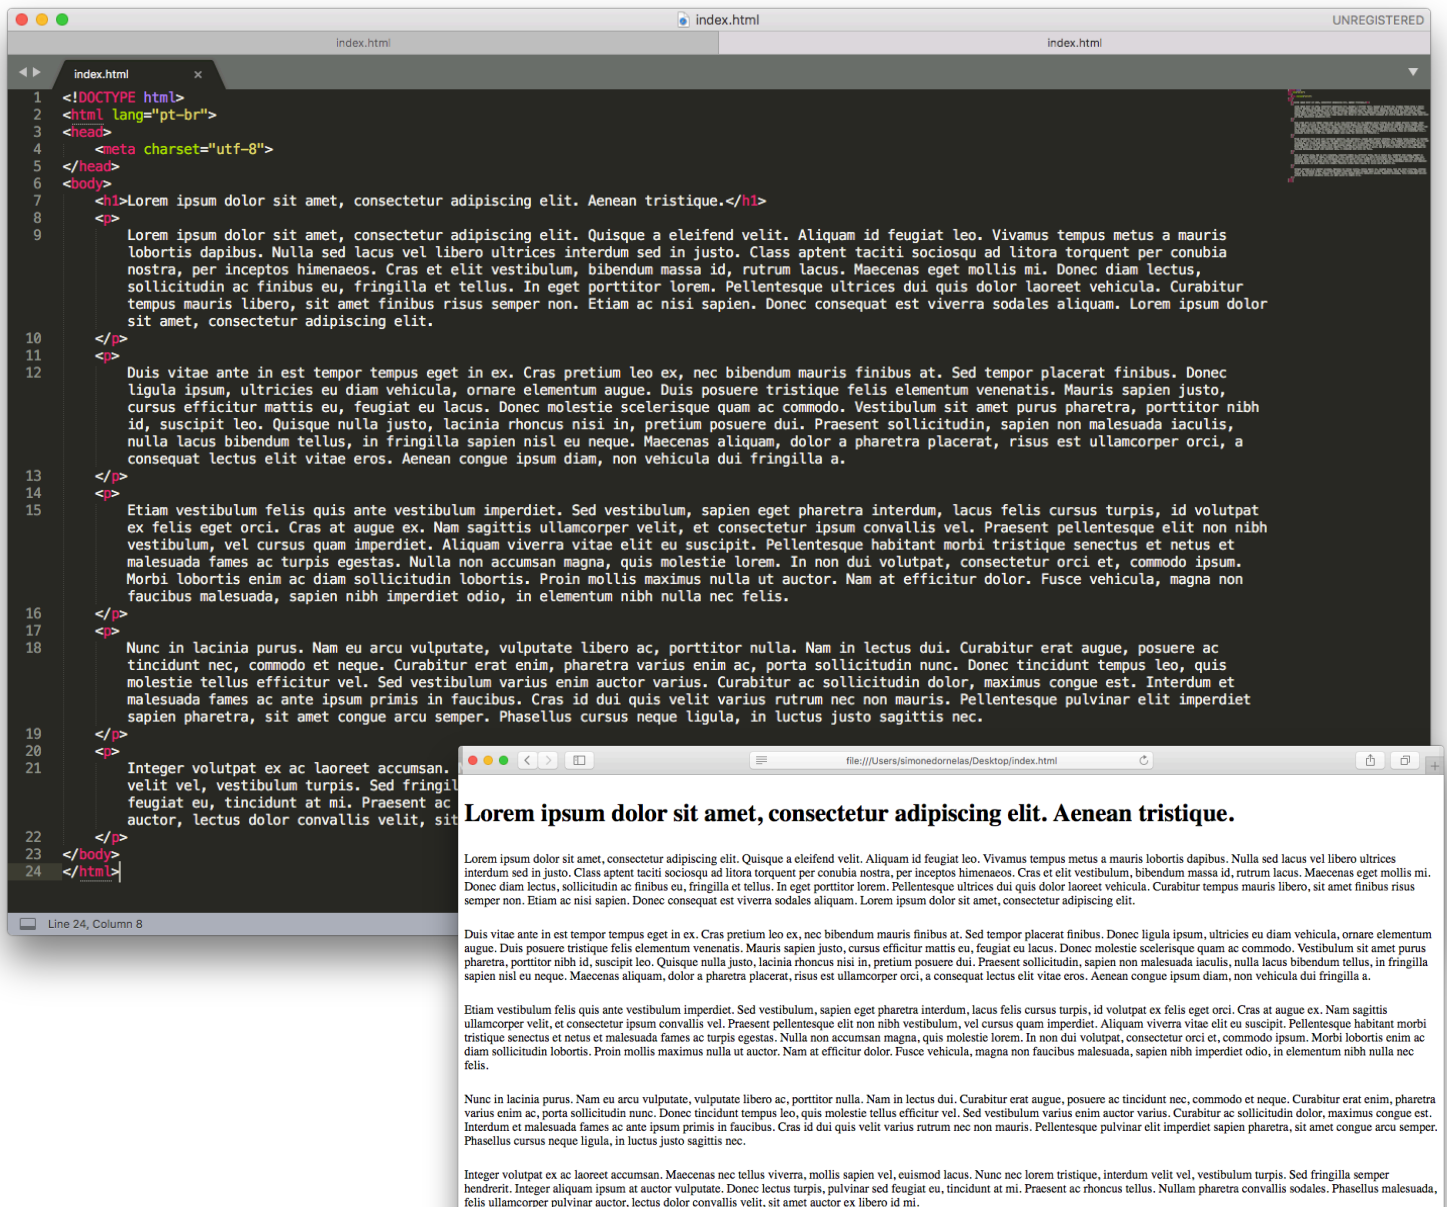 index.html
UNREGISTERED
index.html
index.html
index.html ×
1 <!DOCTYPE html>
2 <html lang="pt-br">
3 <head>
4 <meta charset="utf-8">
5 </head>
6 <body>
7 <h1>Lorem ipsum dolor sit amet, consectetur adipiscing elit. Aenean tristique.</h1>
8 <p>
9 Lorem ipsum dolor sit amet, consectetur adipiscing elit. Quisque a eleifend velit. Aliquam id feugiat leo. Vivamus tempus metus a mauris
lobortis dapibus. Nulla sed lacus vel libero ultrices interdum sed in justo. Class aptent taciti sociosqu ad litora torquent per conubia
nostra, per inceptos himenaeos. Cras et elit vestibulum, bibendum massa id, rutrum lacus. Maecenas eget mollis mi. Donec diam lectus,
sollicitudin ac finibus eu, fringilla et tellus. In eget porttitor lorem. Pellentesque ultrices dui quis dolor laoreet vehicula. Curabitur
tempus mauris libero, sit amet finibus risus semper non. Etiam ac nisi sapien. Donec consequat est viverra sodales aliquam. Lorem ipsum dolor
sit amet, consectetur adipiscing elit.
10 </p>
11 <p>
12 Duis vitae ante in est tempor tempus eget in ex. Cras pretium leo ex, nec bibendum mauris finibus at. Sed tempor placerat finibus. Donec
ligula ipsum, ultricies eu diam vehicula, ornare elementum augue. Duis posuere tristique felis elementum venenatis. Mauris sapien justo,
cursus efficitur mattis eu, feugiat eu lacus. Donec molestie scelerisque quam ac commodo. Vestibulum sit amet purus pharetra, porttitor nibh
id, suscipit leo. Quisque nulla justo, lacinia rhoncus nisi in, pretium posuere dui. Praesent sollicitudin, sapien non malesuada iaculis,
nulla lacus bibendum tellus, in fringilla sapien nisl eu neque. Maecenas aliquam, dolor a pharetra placerat, risus est ullamcorper orci, a
consequat lectus elit vitae eros. Aenean congue ipsum diam, non vehicula dui fringilla a.
13 </p>
14 <p>
15 Etiam vestibulum felis quis ante vestibulum imperdiet. Sed vestibulum, sapien eget pharetra interdum, lacus felis cursus turpis, id volutpat
ex felis eget orci. Cras at augue ex. Nam sagittis ullamcorper velit, et consectetur ipsum convallis vel. Praesent pellentesque elit non nibh
vestibulum, vel cursus quam imperdiet. Aliquam viverra vitae elit eu suscipit. Pellentesque habitant morbi tristique senectus et netus et
malesuada fames ac turpis egestas. Nulla non accumsan magna, quis molestie lorem. In non dui volutpat, consectetur orci et, commodo ipsum.
Morbi lobortis enim ac diam sollicitudin lobortis. Proin mollis maximus nulla ut auctor. Nam at efficitur dolor. Fusce vehicula, magna non
faucibus malesuada, sapien nibh imperdiet odio, in elementum nibh nulla nec felis.
16 </p>
17 <p>
18 Nunc in lacinia purus. Nam eu arcu vulputate, vulputate libero ac, porttitor nulla. Nam in lectus dui. Curabitur erat augue, posuere ac
tincidunt nec, commodo et neque. Curabitur erat enim, pharetra varius enim ac, porta sollicitudin nunc. Donec tincidunt tempus leo, quis
molestie tellus efficitur vel. Sed vestibulum varius enim auctor varius. Curabitur ac sollicitudin dolor, maximus congue est. Interdum et
malesuada fames ac ante ipsum primis in faucibus. Cras id dui quis velit varius rutrum nec non mauris. Pellentesque pulvinar elit imperdiet
sapien pharetra, sit amet congue arcu semper. Phasellus cursus neque ligula, in luctus justo sagittis nec.
19 </p>
20 <p>
21 Integer volutpat ex ac laoreet accumsan.
velit vel, vestibulum turpis. Sed fringil
feugiat eu, tincidunt at mi. Praesent ac
auctor, lectus dolor convallis velit, sit
22 </p>
23 </body>
24 </html>
Line 24, Column 8
file:///Users/simonedornelas/Desktop/index.html
Lorem ipsum dolor sit amet, consectetur adipiscing elit. Aenean tristique.
Lorem ipsum dolor sit amet, consectetur adipiscing elit. Quisque a eleifend velit. Aliquam id feugiat leo. Vivamus tempus metus a mauris lobortis dapibus. Nulla sed lacus vel libero ultrices
interdum sed in justo. Class aptent taciti sociosqu ad litora torquent per conubia nostra, per inceptos himenaeos. Cras et elit vestibulum, bibendum massa id, rutrum lacus. Maecenas eget mollis mi.
Donec diam lectus, sollicitudin ac finibus eu, fringilla et tellus. In eget porttitor lorem. Pellentesque ultrices dui quis dolor laoreet vehicula. Curabitur tempus mauris libero, sit amet finibus risus
semper non. Etiam ac nisi sapien. Donec consequat est viverra sodales aliquam. Lorem ipsum dolor sit amet, consectetur adipiscing elit.
Duis vitae ante in est tempor tempus eget in ex. Cras pretium leo ex, nec bibendum mauris finibus at. Sed tempor placerat finibus. Donec ligula ipsum, ultricies eu diam vehicula, ornare elementum
augue. Duis posuere tristique felis elementum venenatis. Mauris sapien justo, cursus efficitur mattis eu, feugiat eu lacus. Donec molestie scelerisque quam ac commodo. Vestibulum sit amet purus
pharetra, porttitor nibh id, suscipit leo. Quisque nulla justo, lacinia rhoncus nisi in, pretium posuere dui. Praesent sollicitudin, sapien non malesuada iaculis, nulla lacus bibendum tellus, in fringilla
sapien nisl eu neque. Maecenas aliquam, dolor a pharetra placerat, risus est ullamcorper orci, a consequat lectus elit vitae eros. Aenean congue ipsum diam, non vehicula dui fringilla a.
Etiam vestibulum felis quis ante vestibulum imperdiet. Sed vestibulum, sapien eget pharetra interdum, lacus felis cursus turpis, id volutpat ex felis eget orci. Cras at augue ex. Nam sagittis
ullamcorper velit, et consectetur ipsum convallis vel. Praesent pellentesque elit non nibh vestibulum, vel cursus quam imperdiet. Aliquam viverra vitae elit eu suscipit. Pellentesque habitant morbi
tristique senectus et netus et malesuada fames ac turpis egestas. Nulla non accumsan magna, quis molestie lorem. In non dui volutpat, consectetur orci et, commodo ipsum. Morbi lobortis enim ac
diam sollicitudin lobortis. Proin mollis maximus nulla ut auctor. Nam at efficitur dolor. Fusce vehicula, magna non faucibus malesuada, sapien nibh imperdiet odio, in elementum nibh nulla nec
felis.
Nunc in lacinia purus. Nam eu arcu vulputate, vulputate libero ac, porttitor nulla. Nam in lectus dui. Curabitur erat augue, posuere ac tincidunt nec, commodo et neque. Curabitur erat enim, pharetra
varius enim ac, porta sollicitudin nunc. Donec tincidunt tempus leo, quis molestie tellus efficitur vel. Sed vestibulum varius enim auctor varius. Curabitur ac sollicitudin dolor, maximus congue est.
Interdum et malesuada fames ac ante ipsum primis in faucibus. Cras id dui quis velit varius rutrum nec non mauris. Pellentesque pulvinar elit imperdiet sapien pharetra, sit amet congue arcu semper.
Phasellus cursus neque ligula, in luctus justo sagittis nec.
Integer volutpat ex ac laoreet accumsan. Maecenas nec tellus viverra, mollis sapien vel, euismod lacus. Nunc nec lorem tristique, interdum velit vel, vestibulum turpis. Sed fringilla semper
hendrerit. Integer aliquam ipsum at auctor vulputate. Donec lectus turpis, pulvinar sed feugiat eu, tincidunt at mi. Praesent ac rhoncus tellus. Nullam pharetra convallis sodales. Phasellus malesuada,
felis ullamcorper pulvinar auctor, lectus dolor convallis velit, sit amet auctor ex libero id mi.